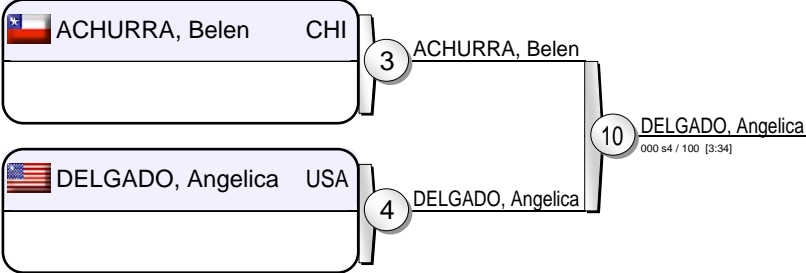 ACHURRA, Belen CHI
3
ACHURRA, Belen
10
DELGADO, Angelica
000 s4 / 100 [3:34]
DELGADO, Angelica USA
4
DELGADO, Angelica